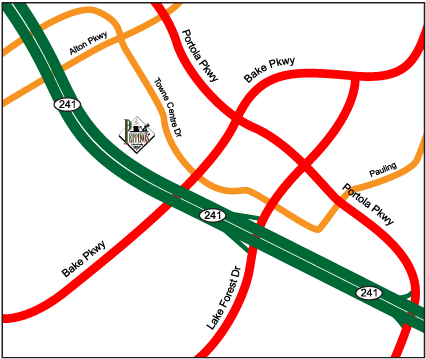 Alton Pkwy
Portola Pkwy
Bake Pkwy
241
Towne Centre Dr
PEPPINO'S
Pauling
Portola Pkwy
241
Bake Pkwy
Lake Forest Dr
241